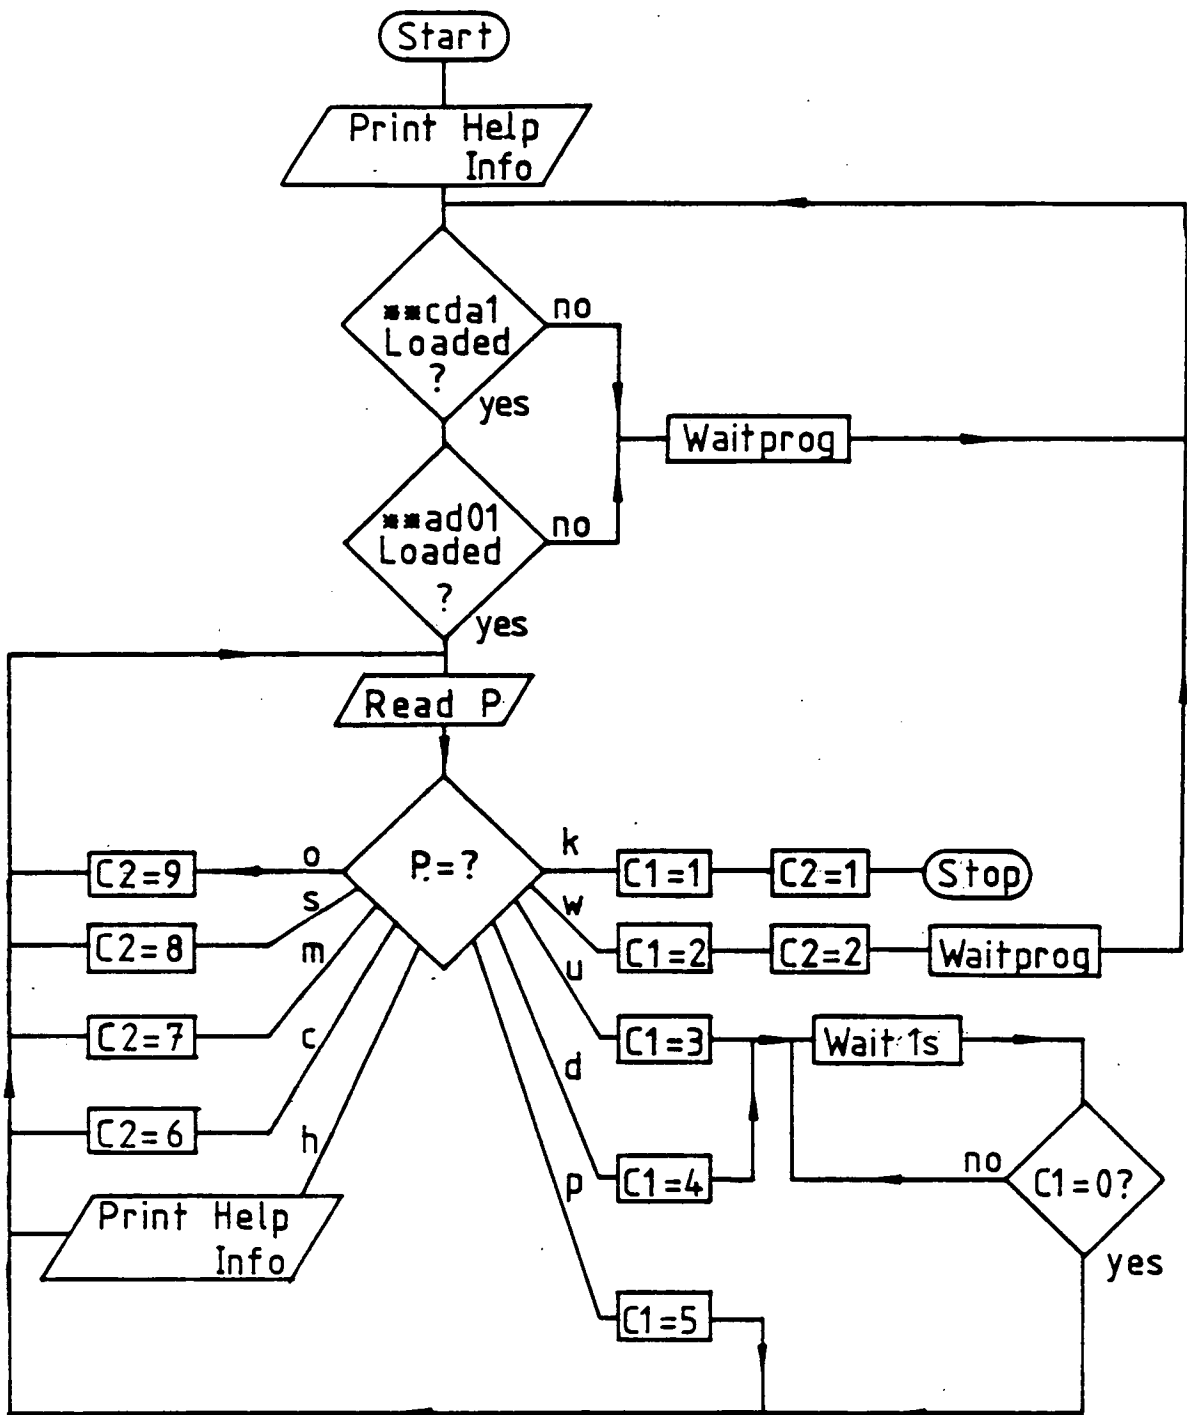 Start
Print Help
Info
**cda1
no
Loaded
?
yes
Waitprog
**ad01
no
Loaded
?
yes
Read P
P=?
o
C2=9
s
C2=8
m
C2=7
c
C2=6
h
Print Help
Info
k
C1=1
C2=1
Stop
w
C1=2
C2=2
Waitprog
u
C1=3
Wait 1s
d
C1=4
no
C1=0?
yes
p
C1=5